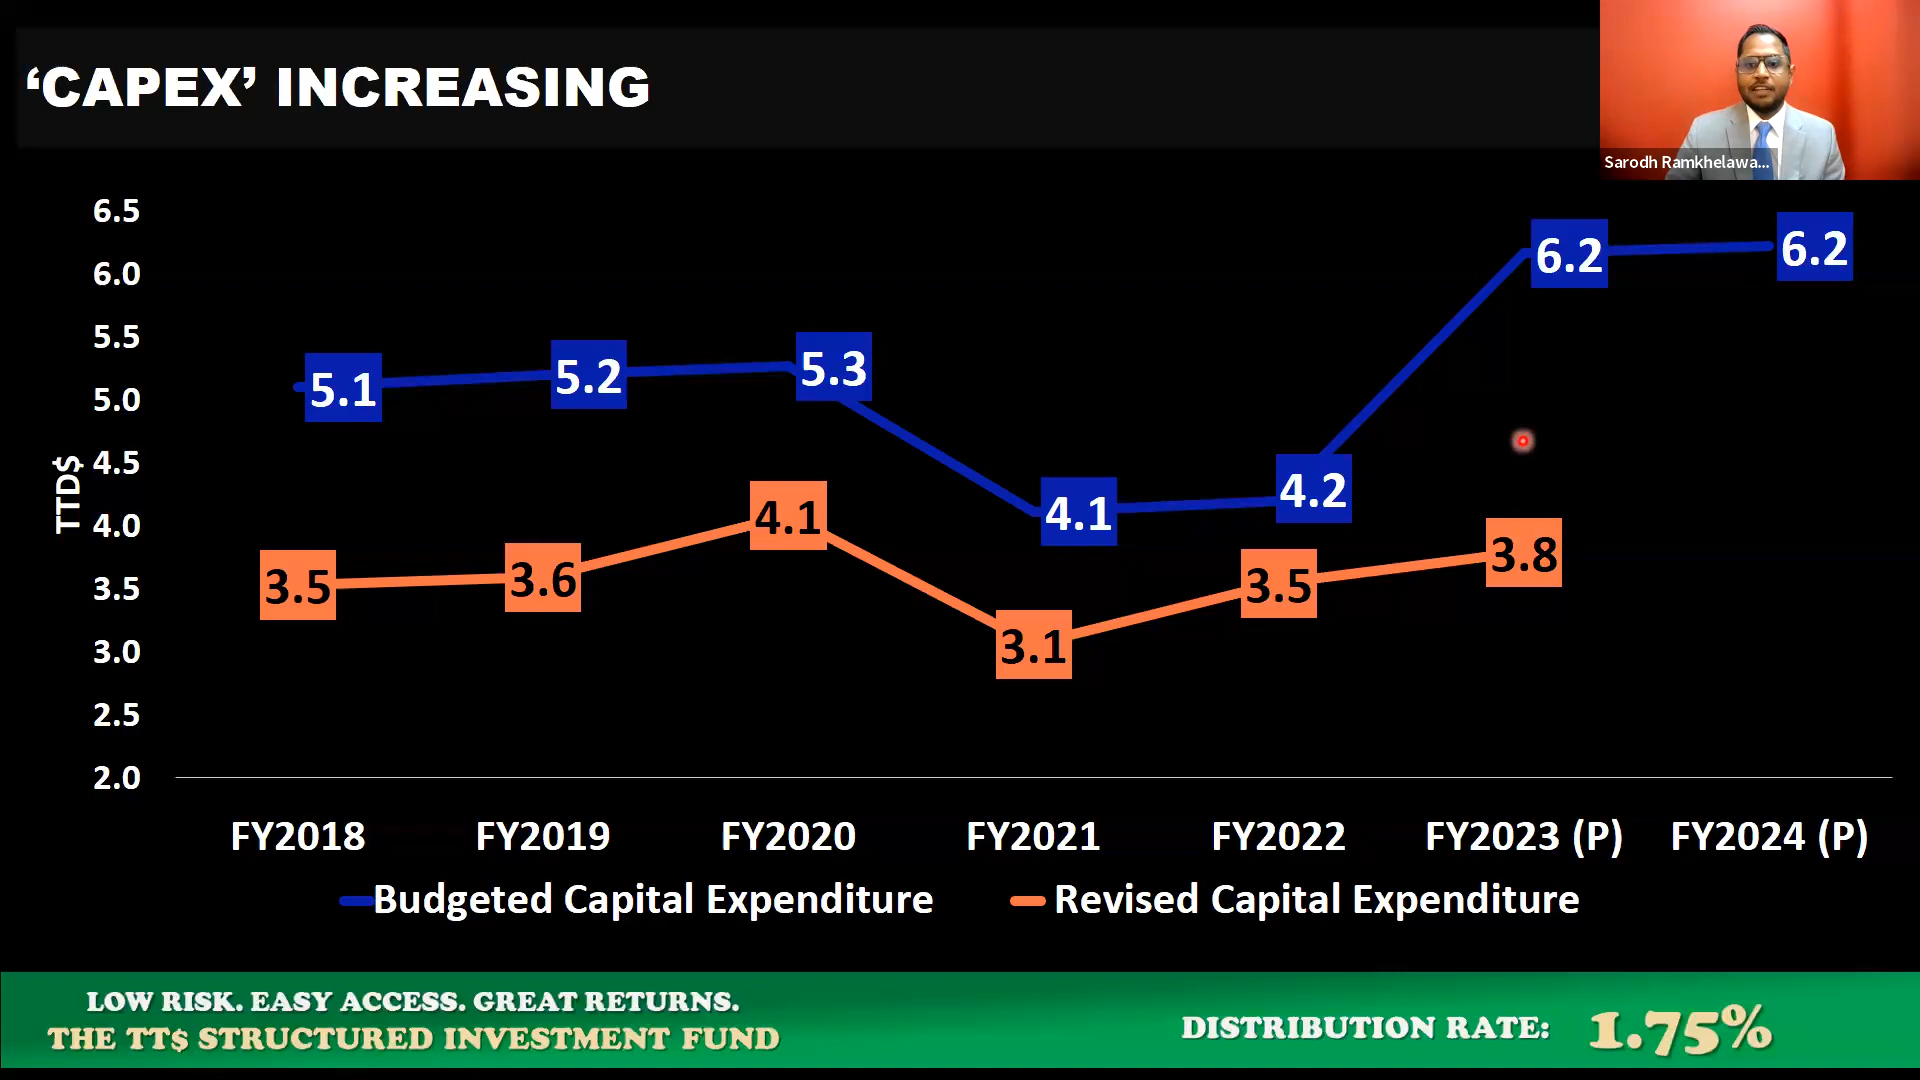 ‘CAPEX’ INCREASING
Sarodh Ramkhelawa...
6.5
6.0
5.5
5.0
4.5
4.0
3.5
3.0
2.5
2.0
TTD$
5.1
5.2
5.3
4.1
4.2
6.2
6.2
3.5
3.6
4.1
3.1
3.5
3.8
FY2018 FY2019 FY2020 FY2021 FY2022 FY2023 (P) FY2024 (P)
Budgeted Capital Expenditure Revised Capital Expenditure
LOW RISK. EASY ACCESS. GREAT RETURNS.
THE TT$ STRUCTURED INVESTMENT FUND
DISTRIBUTION RATE: 1.75%